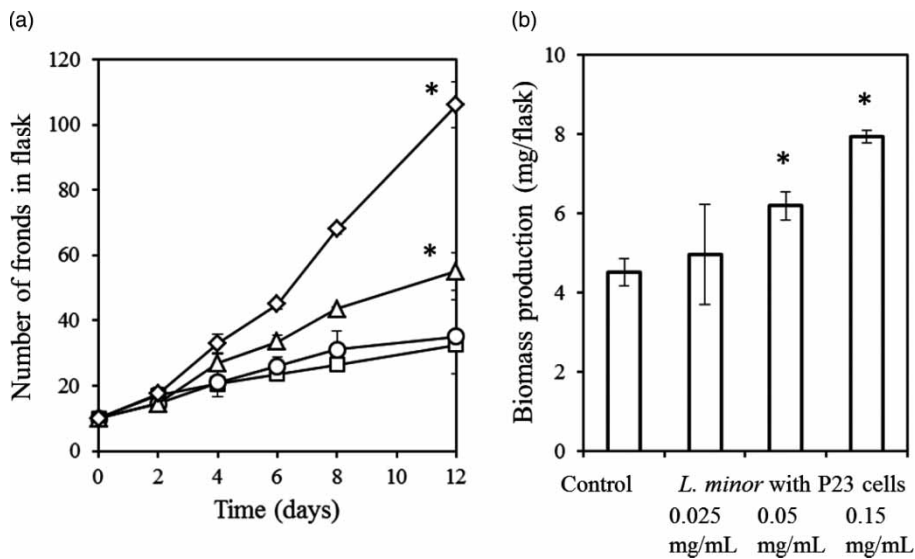 (a)
Number of fronds in flask
120
100
80
60
40
20
0
*
*
0 2 4 6 8 10 12
Time (days)
(b)
Biomass production (mg/flask)
10
8
6
4
2
0
*
*
Control L. minor with P23 cells
0.025 0.05 0.15
mg/mL mg/mL mg/mL